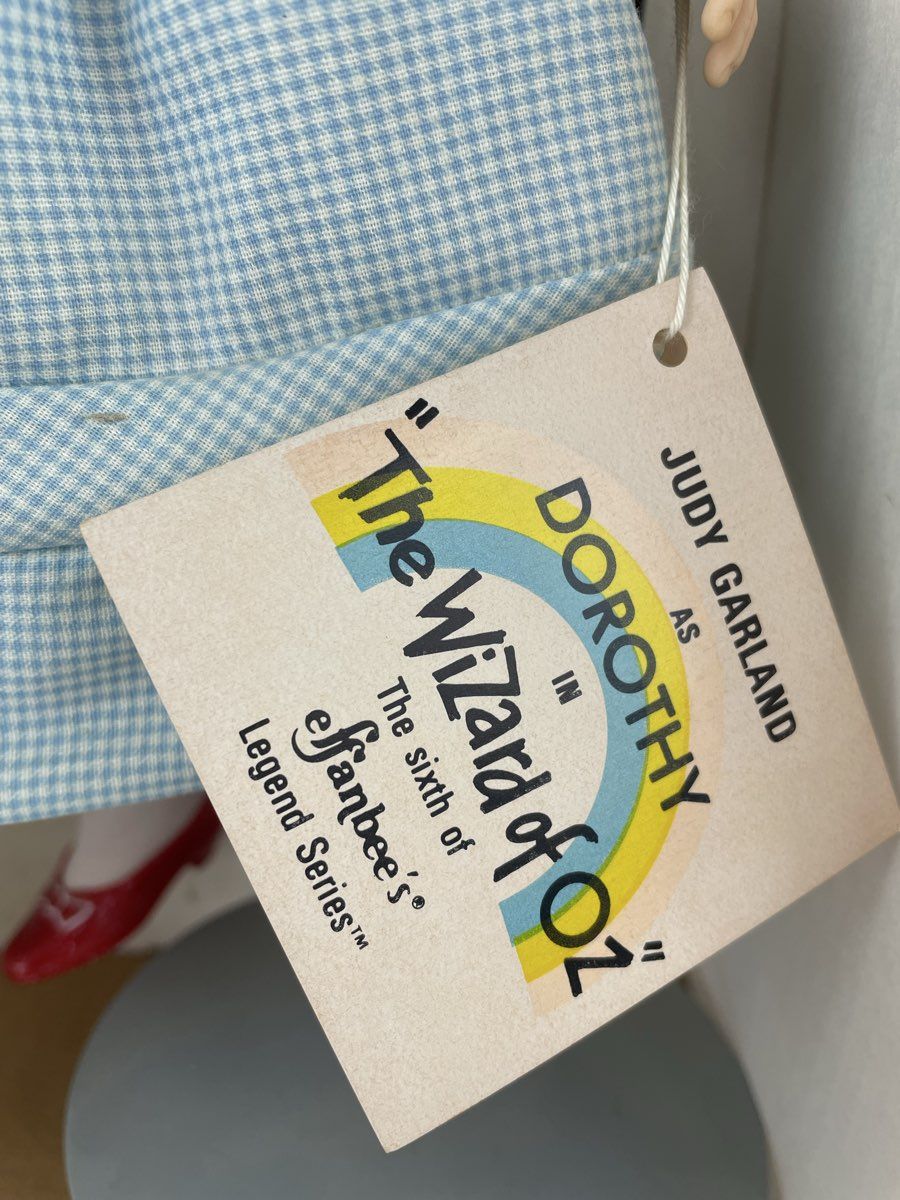 JUDY GARLAND
AS
DOROTHY
IN
"The Wizard of Oz"
The sixth of
effanbee's®
Legend Series™